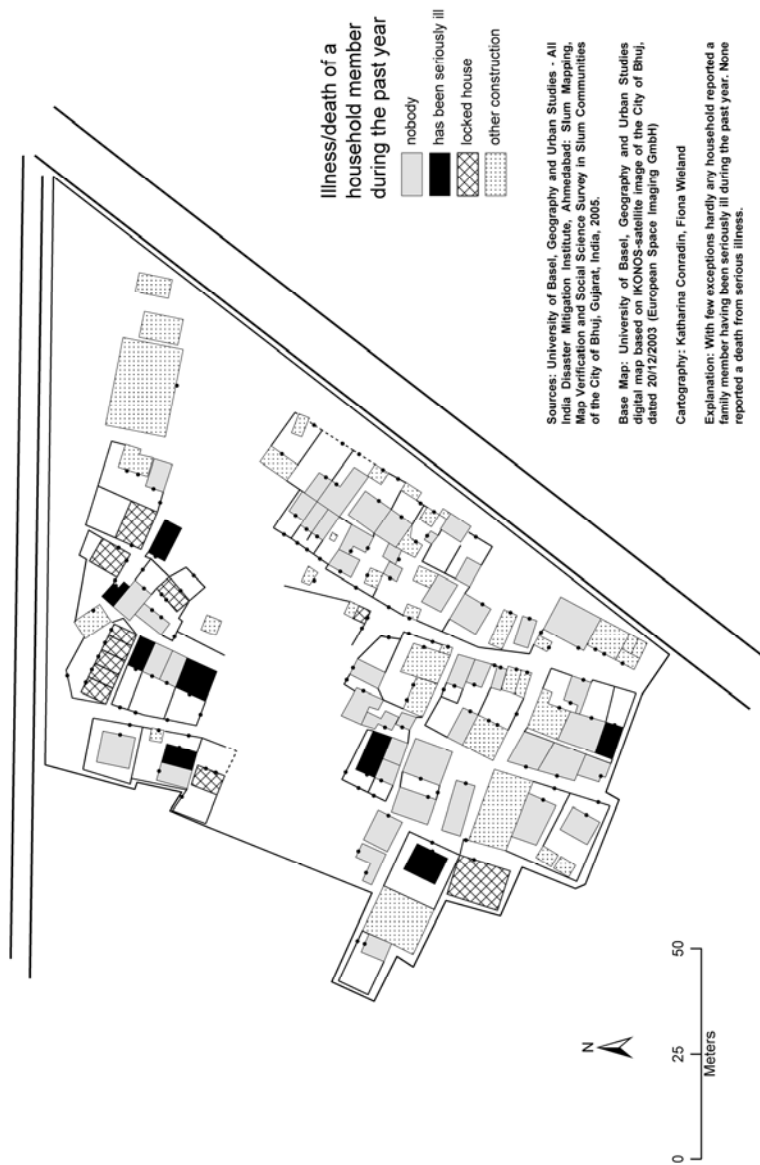 Illness/death of a
household member
during the past year
nobody
has been seriously ill
locked house
other construction
Sources: University of Basel, Geography and Urban Studies - All
India Disaster Mitigation Institute, Ahmedabad: Slum Mapping,
Map Verification and Social Science Survey in Slum Communities
of the City of Bhuj, Gujarat, India, 2005.
Base Map: University of Basel, Geography and Urban Studies
digital map based on IKONOS-satellite image of the City of Bhuj,
dated 20/12/2003 (European Space Imaging GmbH)
Cartography: Katharina Conradin, Fiona Wieland
Explanation: With few exceptions hardly any household reported a
family member having been seriously ill during the past year. None
reported a death from serious illness.
N
0 25 50
Meters